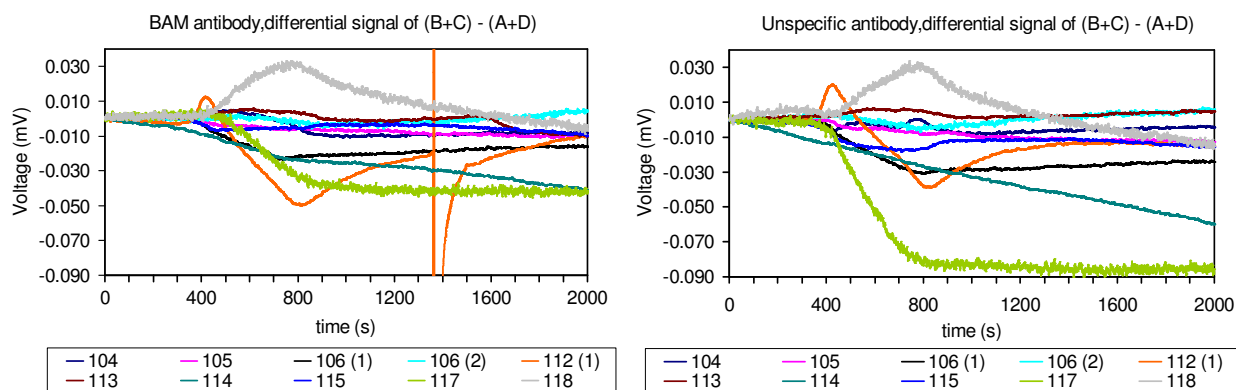 BAM antibody,differential signal of (B+C) - (A+D)
Voltage (mV)
0.030
0.010
-0.010
-0.030
-0.050
-0.070
-0.090
0 400 800 1200 1600 2000
time (s)
104 105 106 (1) 106 (2) 112 (1)
113 114 115 117 118
Unspecific antibody,differential signal of (B+C) - (A+D)
Voltage (mV)
0.030
0.010
-0.010
-0.030
-0.050
-0.070
-0.090
0 400 800 1200 1600 2000
time (s)
104 105 106 (1) 106 (2) 112 (1)
113 114 115 117 118